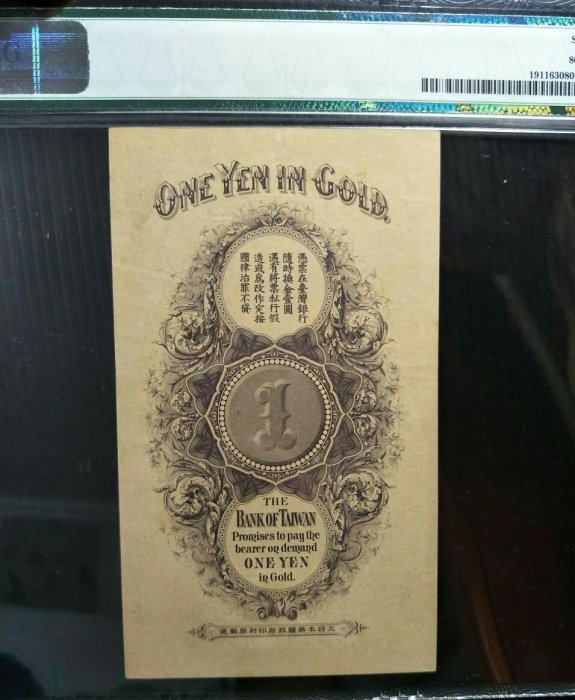 S
80
19116308
ONE YEN IN GOLD.
憑票在臺灣銀行
隨時換金壹圓
遇有將票私行假
造或爲改作定按
國律治罪不貸
1
THE
BANK OF TAIWAN
Promises to pay the
bearer on demand
ONE YEN
in Gold.
造製局刷印府政國帝本日大